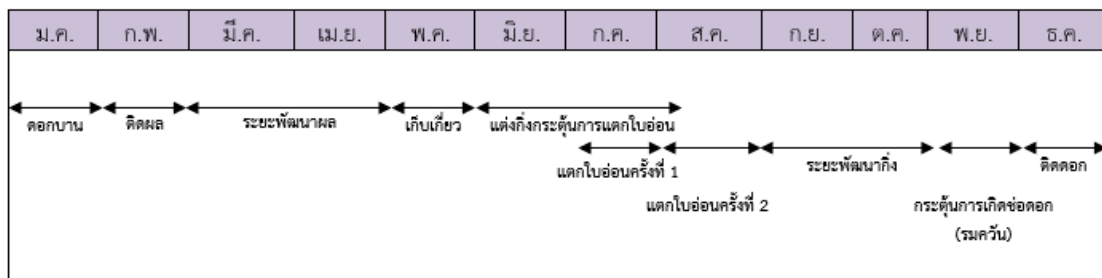 ม.ค. ก.พ. มี.ค. เม.ย. พ.ค. มิ.ย. ก.ค. ส.ค. ก.ย. ต.ค. พ.ย. ธ.ค.
ดอกบาน ติดผล ระยะพัฒนาผล เก็บเกี่ยว แต่งกิ่งกระตุ้นการแตกใบอ่อน
แตกใบอ่อนครั้งที่ 1 ระยะพัฒนากิ่ง ติดดอก
แตกใบอ่อนครั้งที่ 2 กระตุ้นการเกิดช่อดอก
(รมควัน)